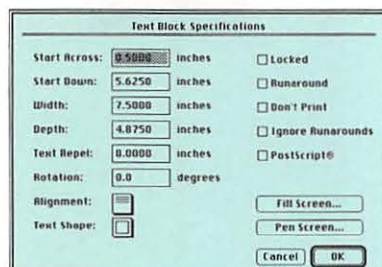 Text Block Specifications
Start Across: 0.5000 inches
Start Down: 5.6250 inches
Width: 7.5000 inches
Depth: 4.8750 inches
Text Repel: 0.0000 inches
Rotation: 0.0 degrees
Alignment:
Text Shape:
Locked
Runaround
Don't Print
Ignore Runarounds
PostScript®
Fill Screen...
Pen Screen...
Cancel OK